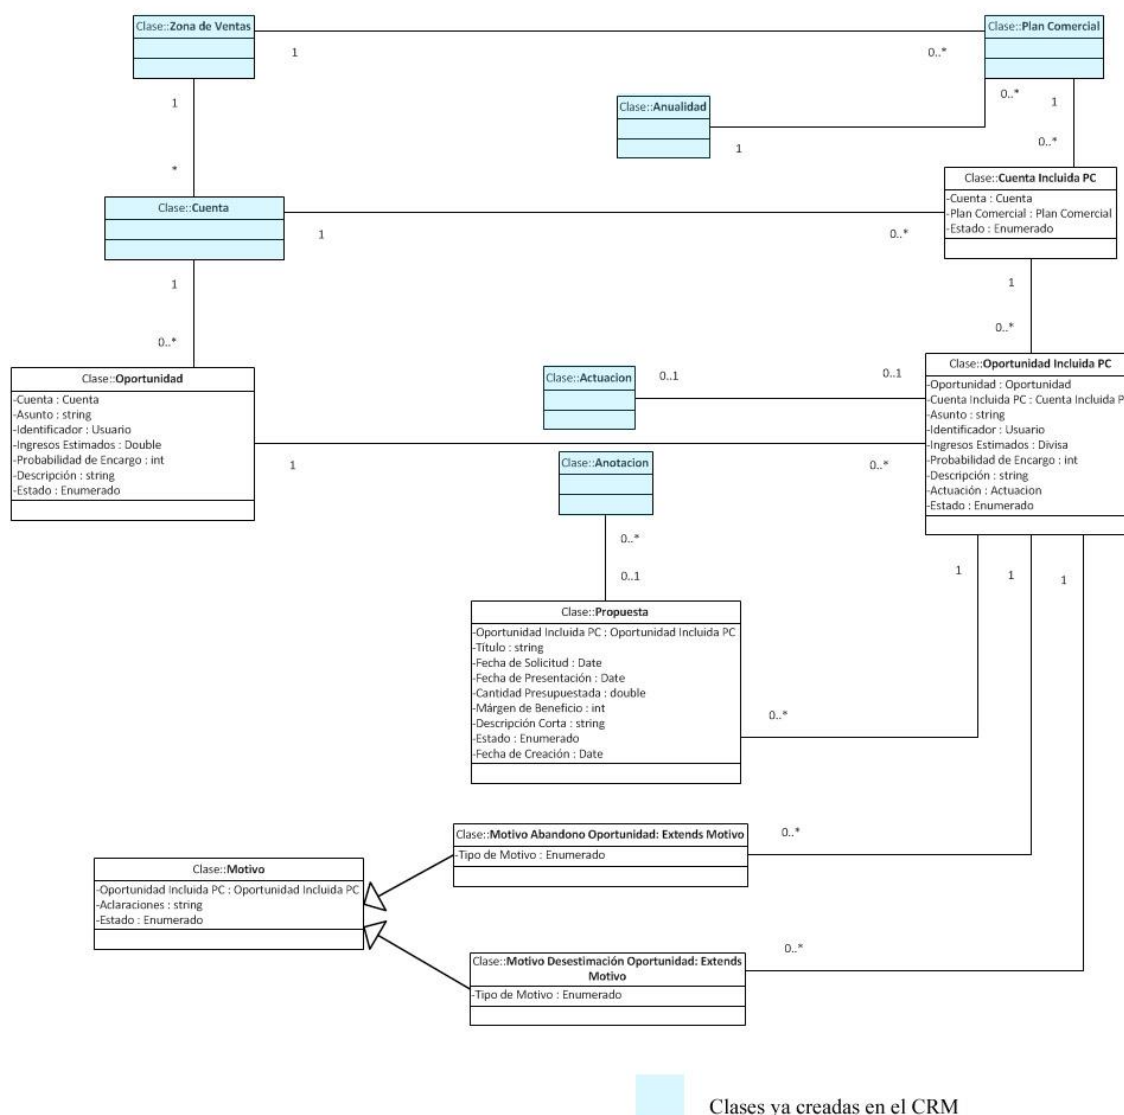 Clase::Zona de Ventas
Clase::Plan Comercial
1
0..*
Clase::Anualidad
0..*
1
1
1
*
0..*
Clase::Cuenta Incluida PC
-Cuenta : Cuenta
-Plan Comercial : Plan Comercial
-Estado : Enumerado
Clase::Cuenta
1
0..*
1
0..*
1
0..*
Clase::Oportunidad
-Cuenta : Cuenta
-Asunto : string
-Identificador : Usuario
-Ingresos Estimados : Double
-Probabilidad de Encargo : int
-Descripción : string
-Estado : Enumerado
Clase::Actuacion
0..1
0..1
Clase::Oportunidad Incluida PC
-Oportunidad : Oportunidad
-Cuenta Incluida PC : Cuenta Incluida P
-Asunto : string
-Identificador : Usuario
-Ingresos Estimados : Divisa
-Probabilidad de Encargo : int
-Descripción : string
-Actuación : Actuacion
-Estado : Enumerado
1
0..*
Clase::Anotacion
0..*
0..1
1
1
1
Clase::Propuesta
-Oportunidad Incluida PC : Oportunidad Incluida PC
-Título : string
-Fecha de Solicitud : Date
-Fecha de Presentación : Date
-Cantidad Presupuestada : double
-Márgen de Beneficio : int
-Descripción Corta : string
-Estado : Enumerado
-Fecha de Creación : Date
0..*
Clase::Motivo Abandono Oportunidad: Extends Motivo
-Tipo de Motivo : Enumerado
0..*
Clase::Motivo
-Oportunidad Incluida PC : Oportunidad Incluida PC
-Aclaraciones : string
-Estado : Enumerado
Clase::Motivo Desestimación Oportunidad: Extends
Motivo
-Tipo de Motivo : Enumerado
0..*
Clases ya creadas en el CRM